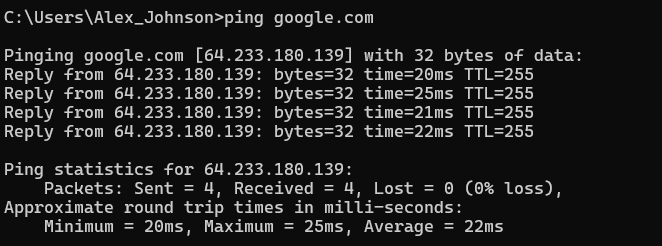 C:\Users\Alex_Johnson>ping google.com
Pinging google.com [64.233.180.139] with 32 bytes of data:
Reply from 64.233.180.139: bytes=32 time=20ms TTL=255
Reply from 64.233.180.139: bytes=32 time=25ms TTL=255
Reply from 64.233.180.139: bytes=32 time=21ms TTL=255
Reply from 64.233.180.139: bytes=32 time=22ms TTL=255
Ping statistics for 64.233.180.139:
    Packets: Sent = 4, Received = 4, Lost = 0 (0% loss),
Approximate round trip times in milli-seconds:
    Minimum = 20ms, Maximum = 25ms, Average = 22ms